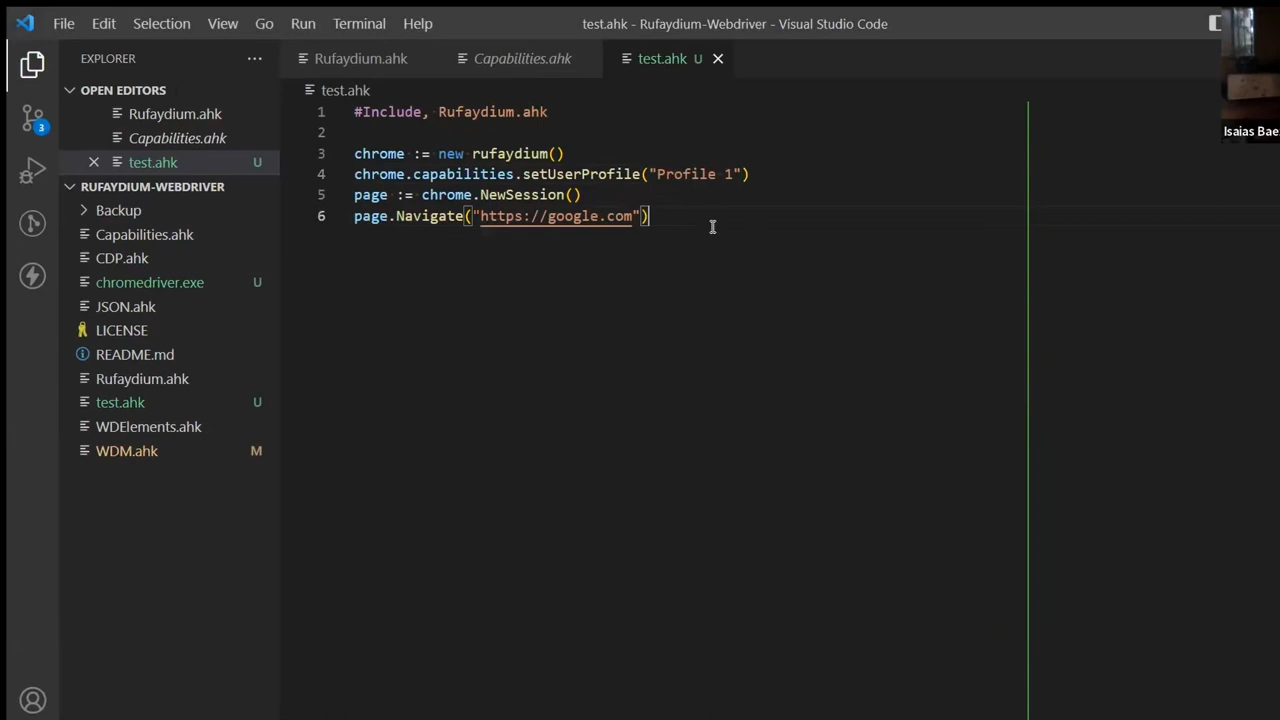 File Edit Selection View Go Run Terminal Help test.ahk - Rufaydium-Webdriver - Visual Studio Code
EXPLORER
Rufaydium.ahk Capabilities.ahk test.ahk U
OPEN EDITORS
Rufaydium.ahk
Capabilities.ahk
test.ahk U
RUFAYDIUM-WEBDRIVER
Backup
Capabilities.ahk
CDP.ahk
chromedriver.exe U
JSON.ahk
LICENSE
README.md
Rufaydium.ahk
test.ahk U
WDElements.ahk
WDM.ahk M
3
test.ahk
1 #Include, Rufaydium.ahk
2
3 chrome := new rufaydium()
4 chrome.capabilities.setUserProfile("Profile 1")
5 page := chrome.NewSession()
6 page.Navigate("https://google.com")
Isaias Bae